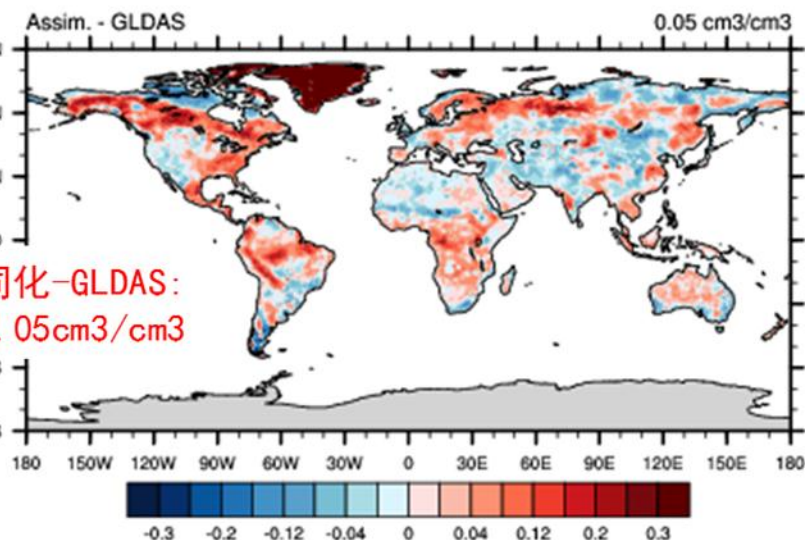 Assim. - GLDAS 0.05 cm3/cm3
同化-GLDAS:
05cm3/cm3
180 150W 120W 90W 60W 30W 0 30E 60E 90E 120E 150E 180
-0.3 -0.2 -0.12 -0.04 0 0.04 0.12 0.2 0.3